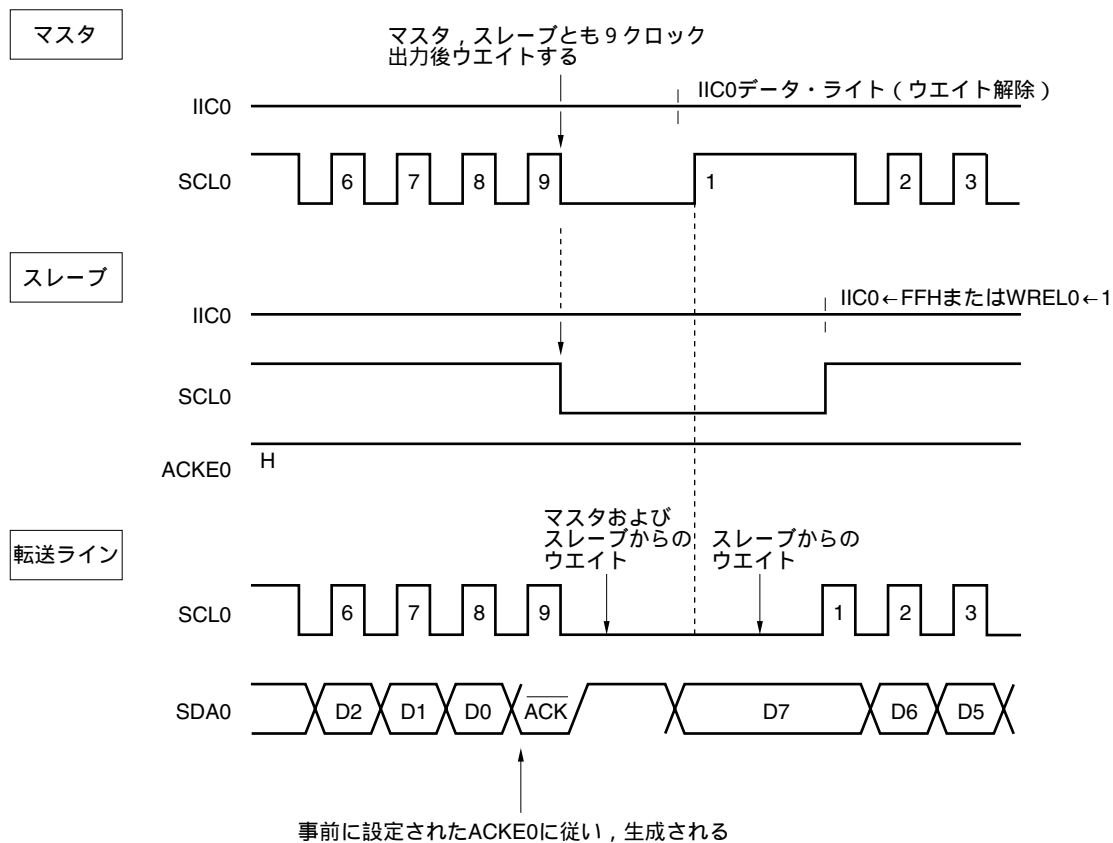 マスタ
マスタ，スレーブとも9クロック
出力後ウエイトする
IIC0
IIC0データ・ライト（ウエイト解除）
SCL0
6 7 8 9 1 2 3
スレーブ
IIC0
IIC0←FFHまたはWREL0←1
SCL0
ACKE0
H
転送ライン
マスタおよび
スレーブからの
ウエイト
スレーブからの
ウエイト
SCL0
6 7 8 9 1 2 3
SDA0
D2 D1 D0 ACK D7 D6 D5
事前に設定されたACKE0に従い，生成される